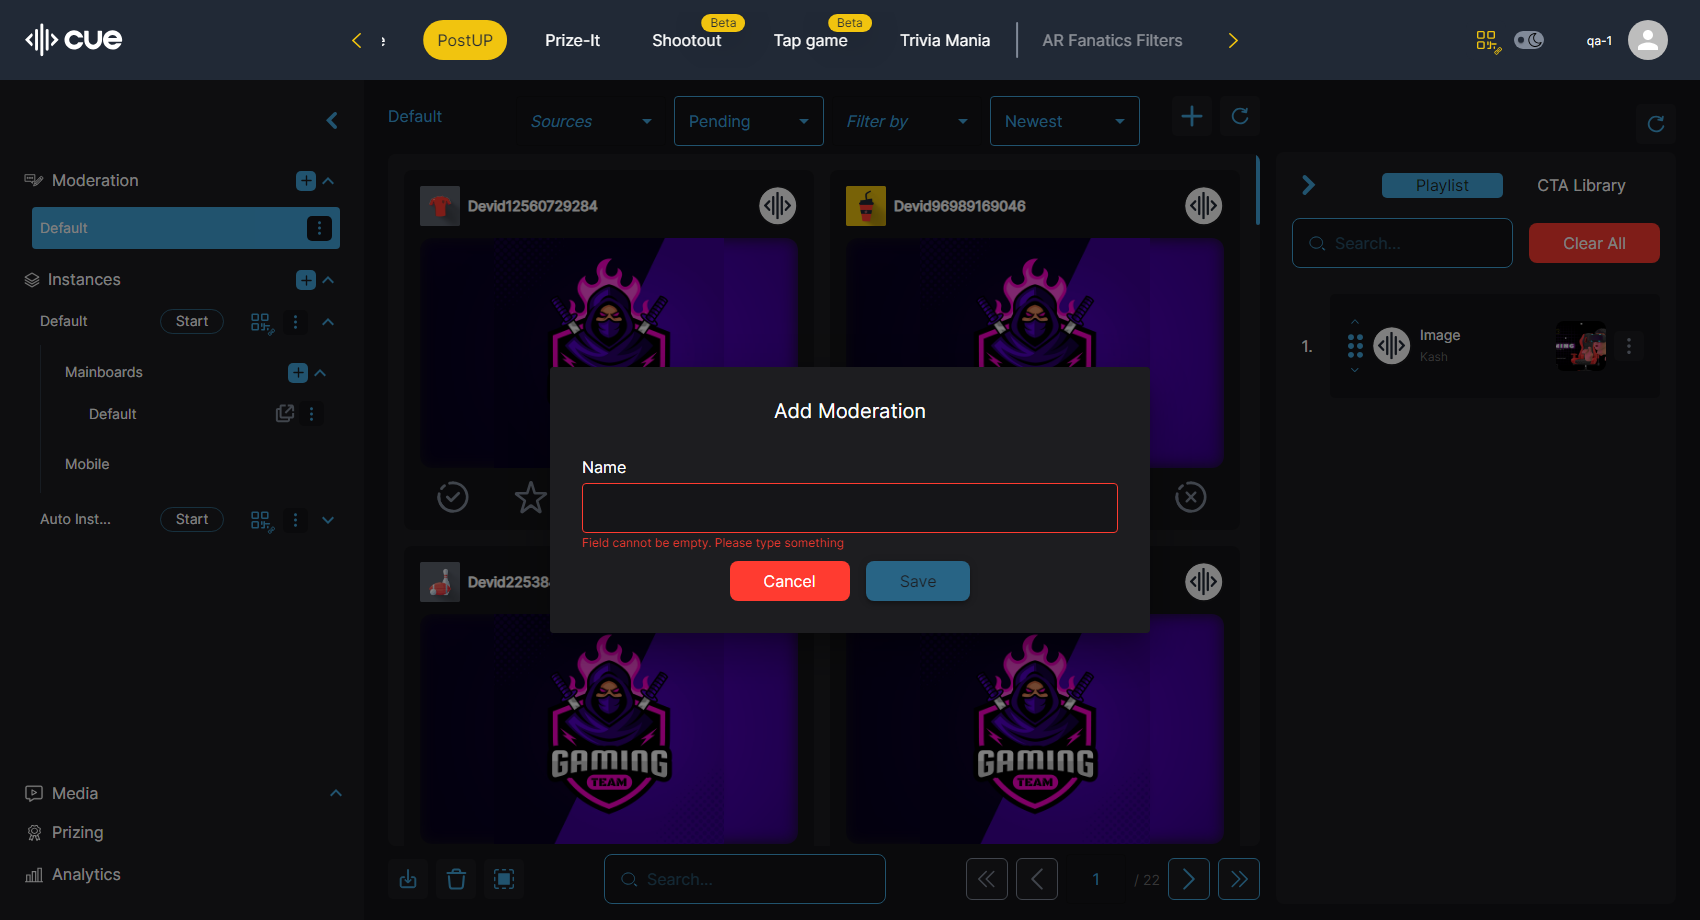 cue
e
PostUP
Prize-It
Beta
Shootout
Beta
Tap game
Trivia Mania
AR Fanatics Filters
qa-1
Moderation
Default
Instances
Default
Start
Mainboards
Default
Mobile
Auto Inst...
Start
Media
Prizing
Analytics
Default
Sources
Pending
Filter by
Newest
Devid12560729284
Devid96989169046
Add Moderation
Name
Field cannot be empty. Please type something
Cancel
Save
Devid22538
GAMING
TEAM
GAMING
TEAM
Search...
1
/ 22
Playlist
CTA Library
Search...
Clear All
1.
Image
Kash